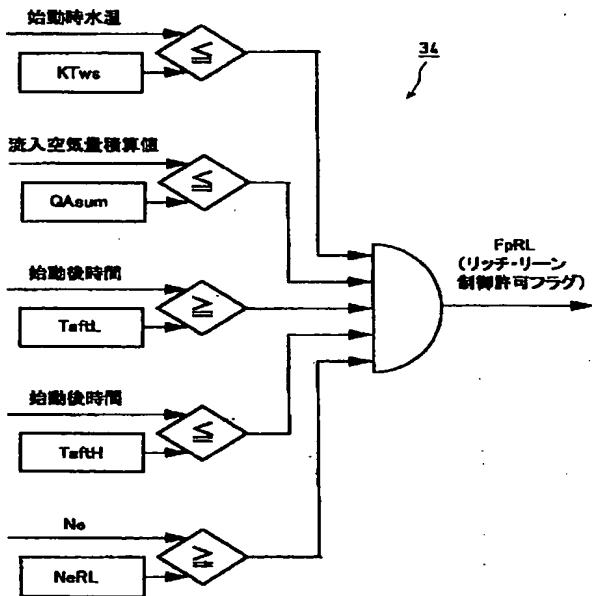 始動時水温
≦
KTws
34
流入空気量積算値
≦
QAsum
FpRL
(リッチ・リーン
制御許可フラグ)
始動後時間
≧
TaftL
始動後時間
≦
TaftH
Ne
≧
NeRL